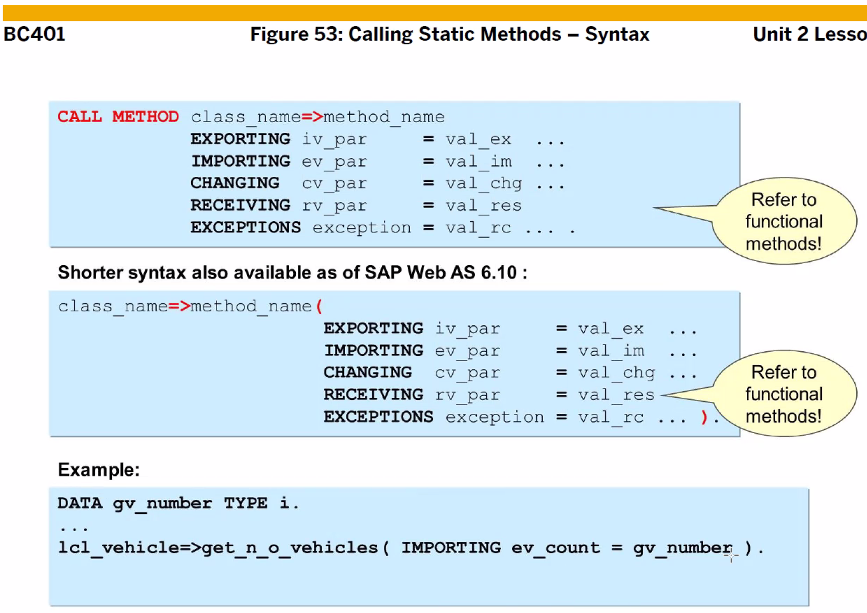 BC401 Figure 53: Calling Static Methods – Syntax Unit 2 Lesso
CALL METHOD class_name=>method_name
EXPORTING iv_par = val_ex ...
IMPORTING ev_par = val_im ...
CHANGING cv_par = val_chg ...
RECEIVING rv_par = val_res
EXCEPTIONS exception = val_rc ... .
Refer to
functional
methods!
Shorter syntax also available as of SAP Web AS 6.10 :
class_name=>method_name(
EXPORTING iv_par = val_ex ...
IMPORTING ev_par = val_im ...
CHANGING cv_par = val_chg ...
RECEIVING rv_par = val_res
EXCEPTIONS exception = val_rc ... ).
Refer to
functional
methods!
Example:
DATA gv_number TYPE i.
...
lcl_vehicle=>get_n_o_vehicles( IMPORTING ev_count = gv_number ).